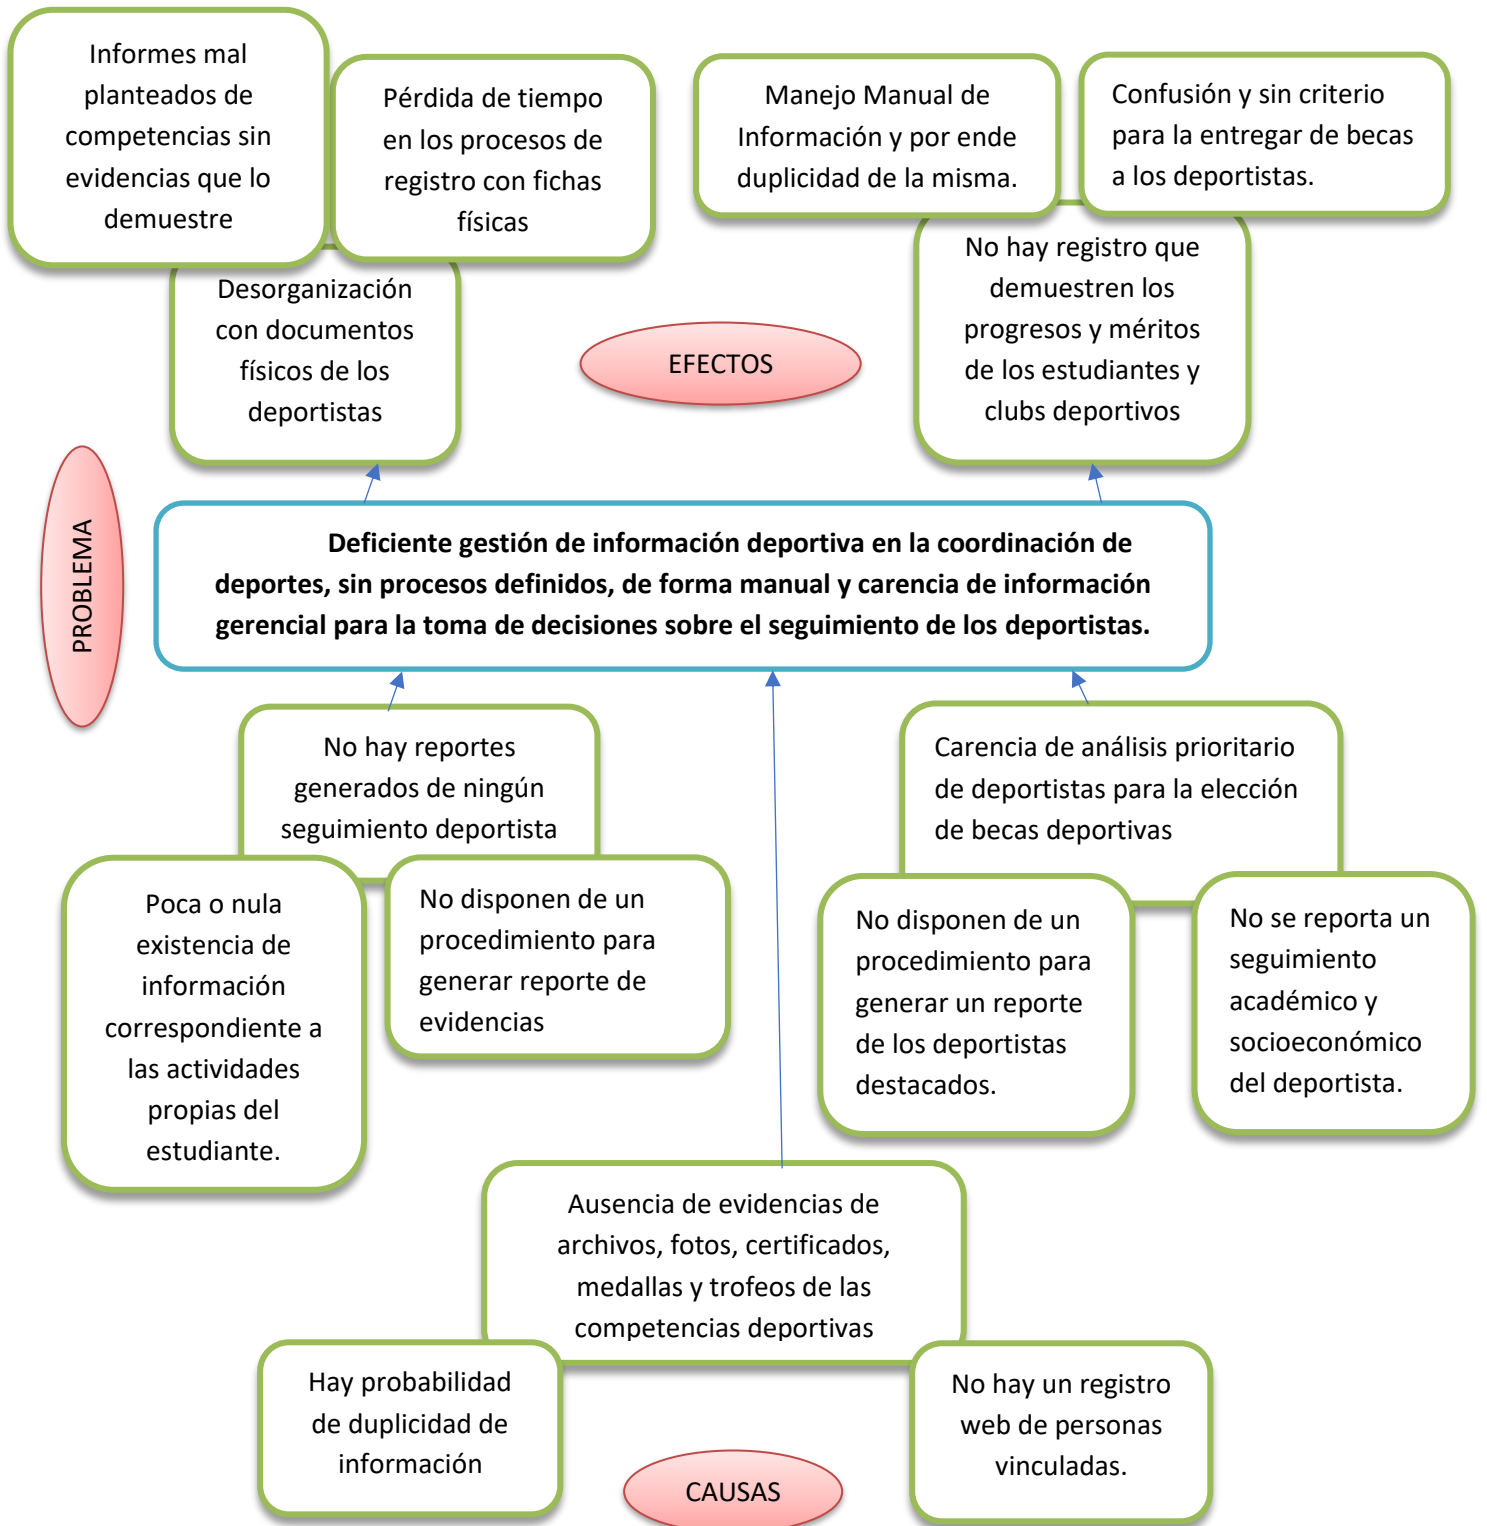 Informes mal
planteados de
competencias sin
evidencias que lo
demuestre
Pérdida de tiempo
en los procesos de
registro con fichas
físicas
Manejo Manual de
Información y por ende
duplicidad de la misma.
Confusión y sin criterio
para la entregar de becas
a los deportistas.
Desorganización
con documentos
físicos de los
deportistas
EFECTOS
No hay registro que
demuestren los
progresos y méritos
de los estudiantes y
clubs deportivos
PROBLEMA
Deficiente gestión de información deportiva en la coordinación de
deportes, sin procesos definidos, de forma manual y carencia de información
gerencial para la toma de decisiones sobre el seguimiento de los deportistas.
No hay reportes
generados de ningún
seguimiento deportista
Carencia de análisis prioritario
de deportistas para la elección
de becas deportivas
Poca o nula
existencia de
información
correspondiente a
las actividades
propias del
estudiante.
No disponen de un
procedimiento para
generar reporte de
evidencias
No disponen de un
procedimiento para
generar un reporte
de los deportistas
destacados.
No se reporta un
seguimiento
académico y
socioeconómico
del deportista.
Ausencia de evidencias de
archivos, fotos, certificados,
medallas y trofeos de las
competencias deportivas
Hay probabilidad
de duplicidad de
información
No hay un registro
web de personas
vinculadas.
CAUSAS